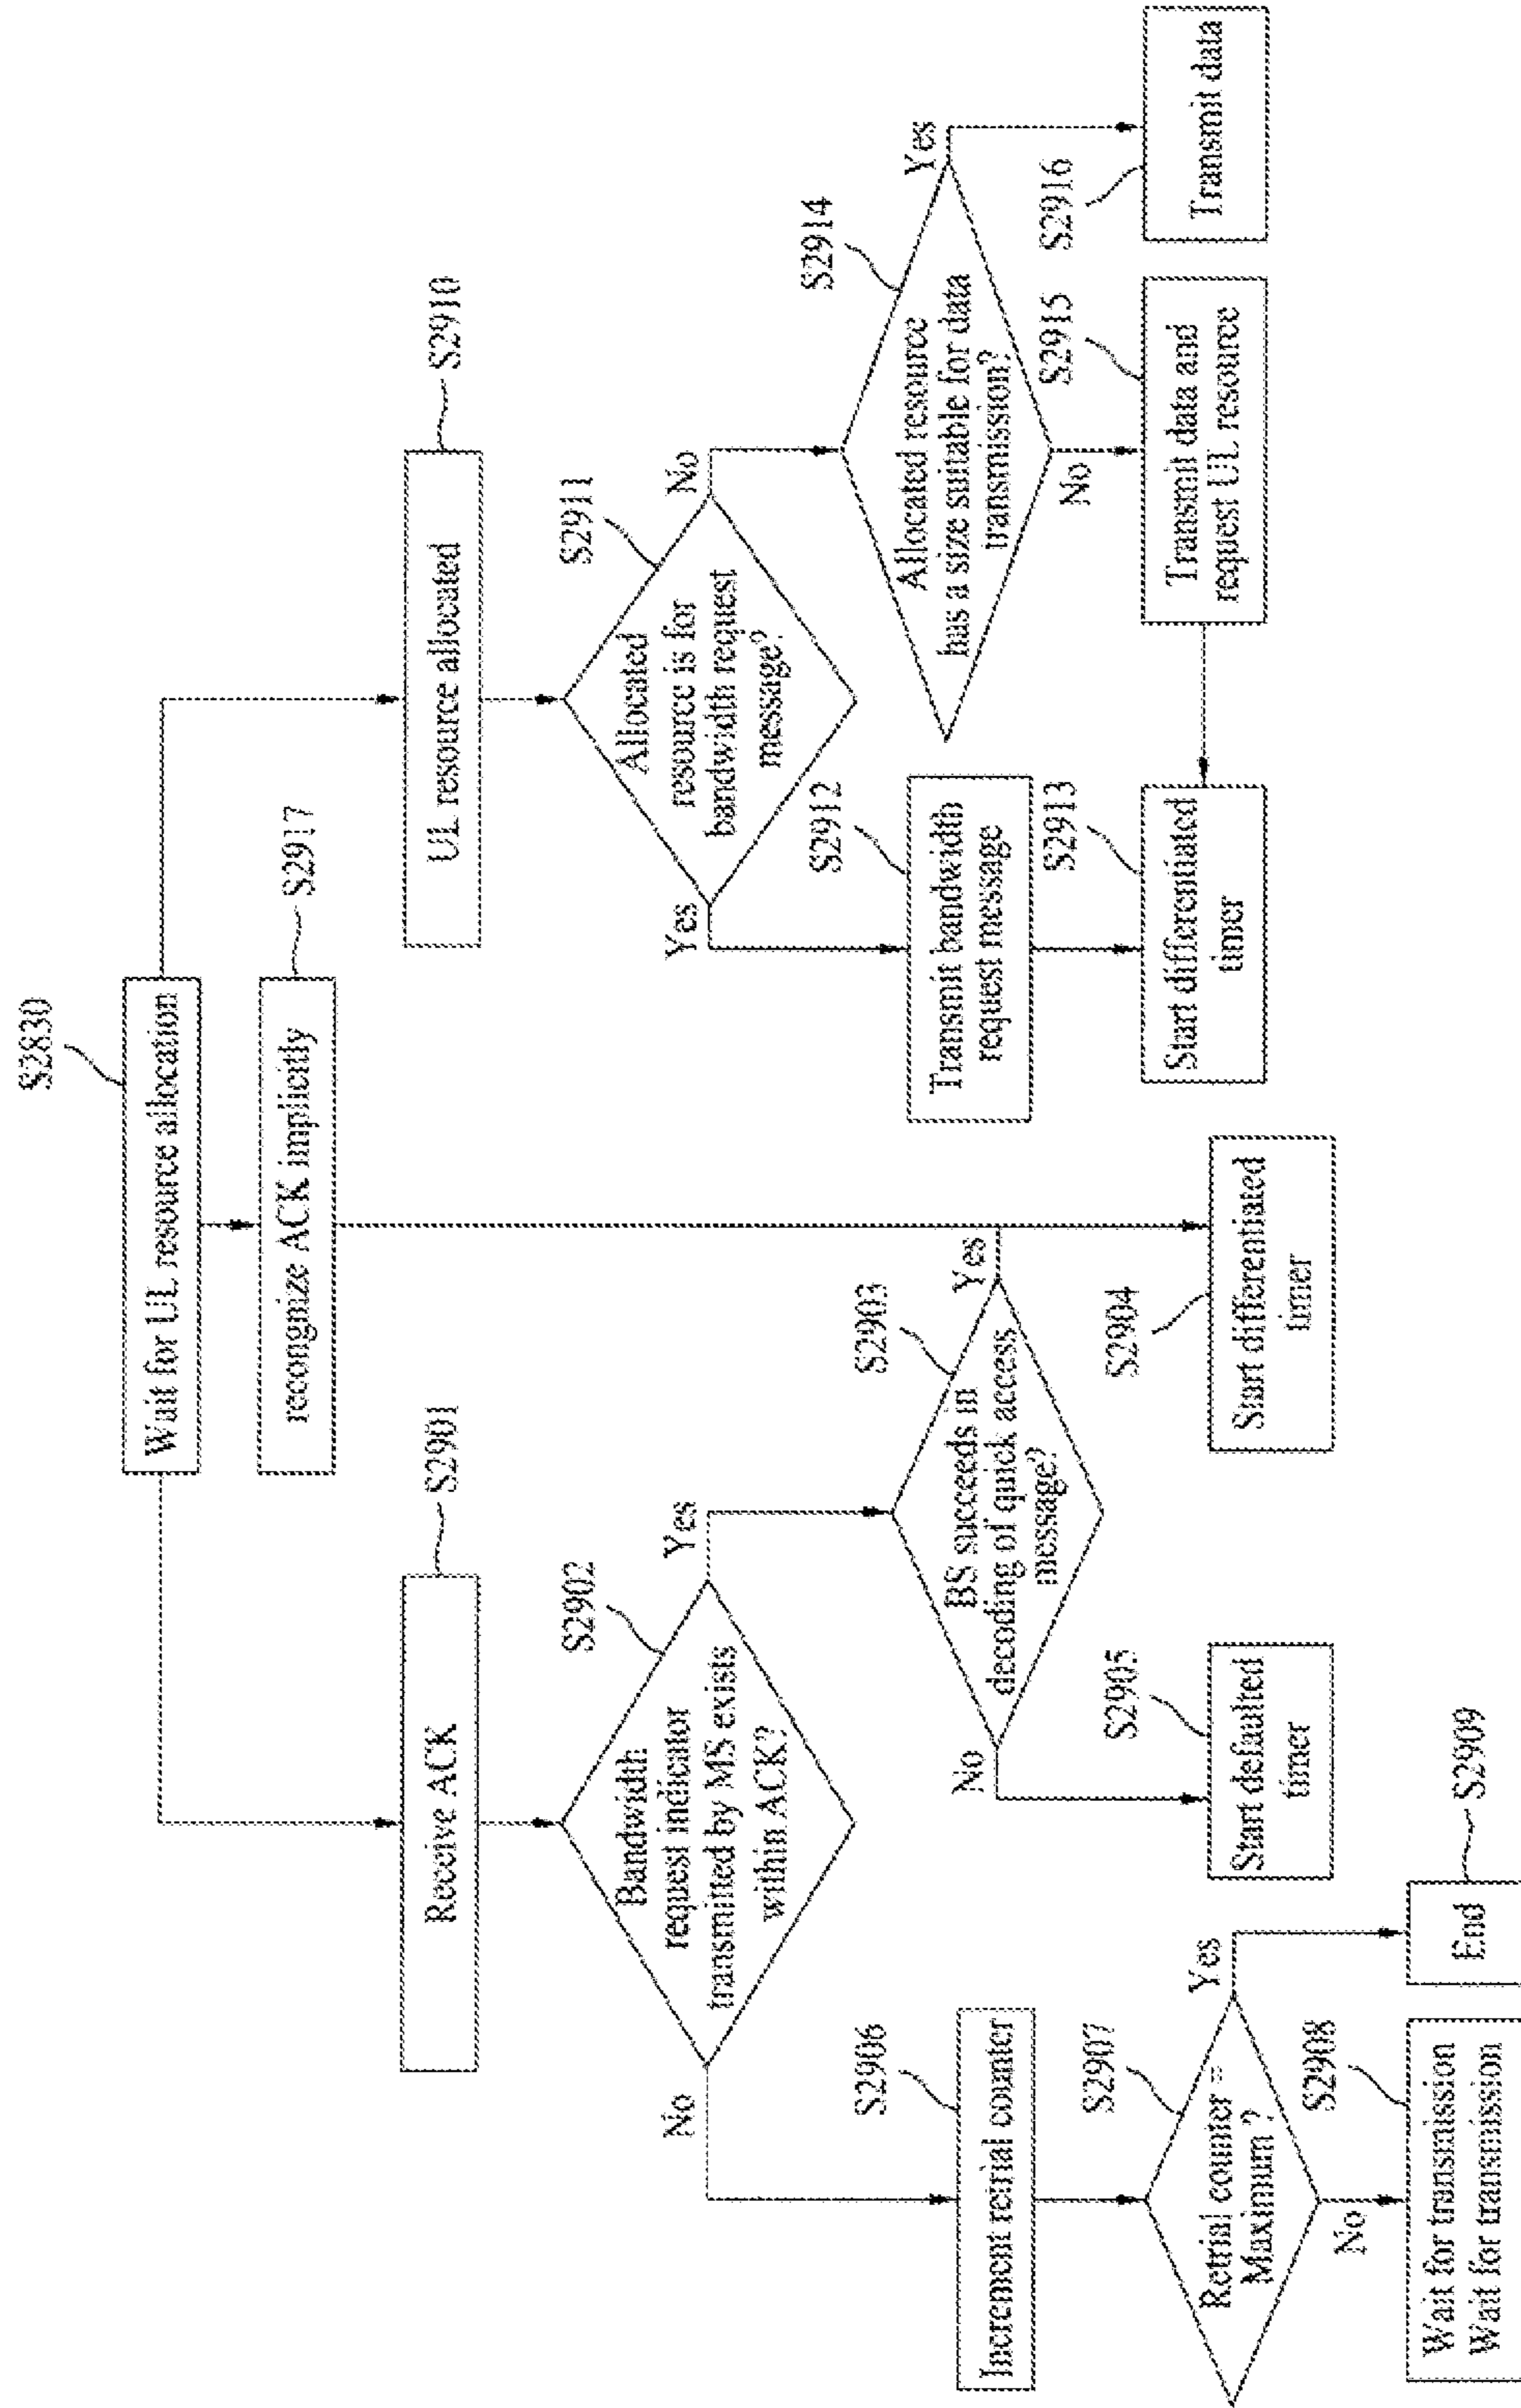 S2830
Wait for UL resource allocation
S2917
recongnize ACK implicitly
S2901
Receive ACK
S2902
Bandwidth
request indicator
transmitted by MS exists
within ACK?
No
Yes
S2906
Increment retrial counter
S2907
Retrial counter =
Maximum ?
No
Yes
S2908
Wait for transmission
Wait for transmission
S2909
End
S2903
BS succeeds in
decoding of quick access
message?
No
Yes
S2905
Start defaulted
timer
S2904
Start differentiated
timer
S2910
UL resource allocated
S2911
Allocated
resource is for
bandwidth request
message?
Yes
No
S2912
Transmit bandwidth
request message
S2913
Start differentiated
timer
S2914
Allocated resource
has a size suitable for data
transmission?
No
Yes
S2915
Transmit data and
request UL resource
S2916
Transmit data